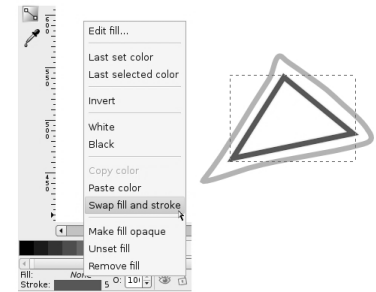 Edit fill...
Last set color
Last selected color
Invert
White
Black
Copy color
Paste color
Swap fill and stroke
Make fill opaque
Unset fill
Remove fill
Fill: None
Stroke: 5 O: 10